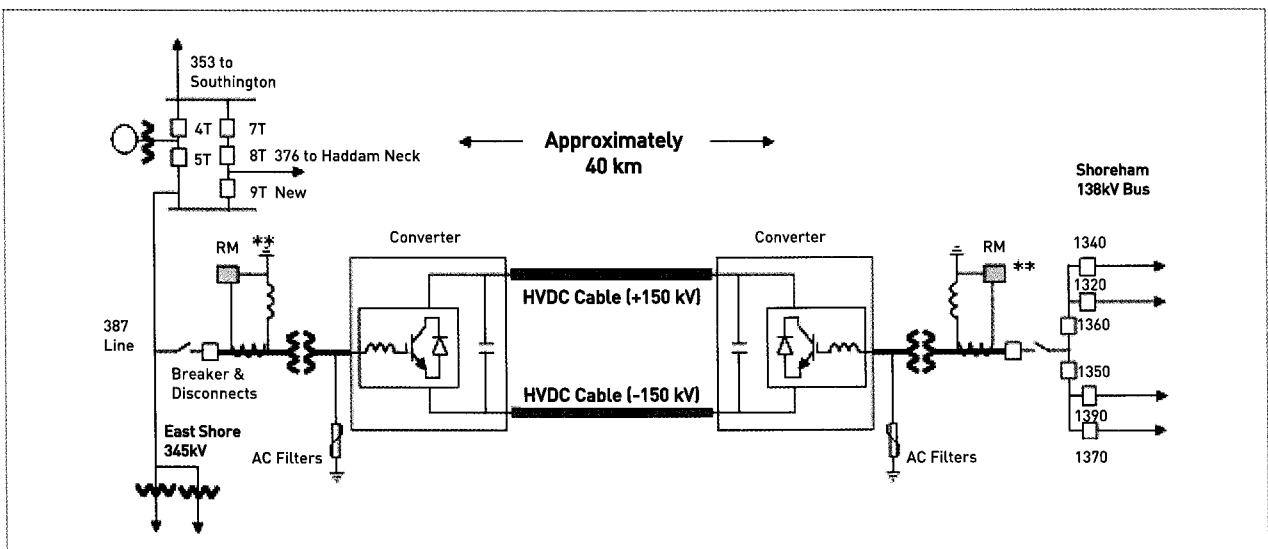 353 to
Southington
4T
7T
5T
8T 376 to Haddam Neck
9T New
Approximately
40 km
Shoreham
138kV Bus
RM
**
Converter
Converter
RM
**
1340
1320
1360
1350
1390
1370
HVDC Cable (+150 kV)
387
Line
Breaker &
Disconnects
HVDC Cable (-150 kV)
East Shore
345kV
AC Filters
AC Filters